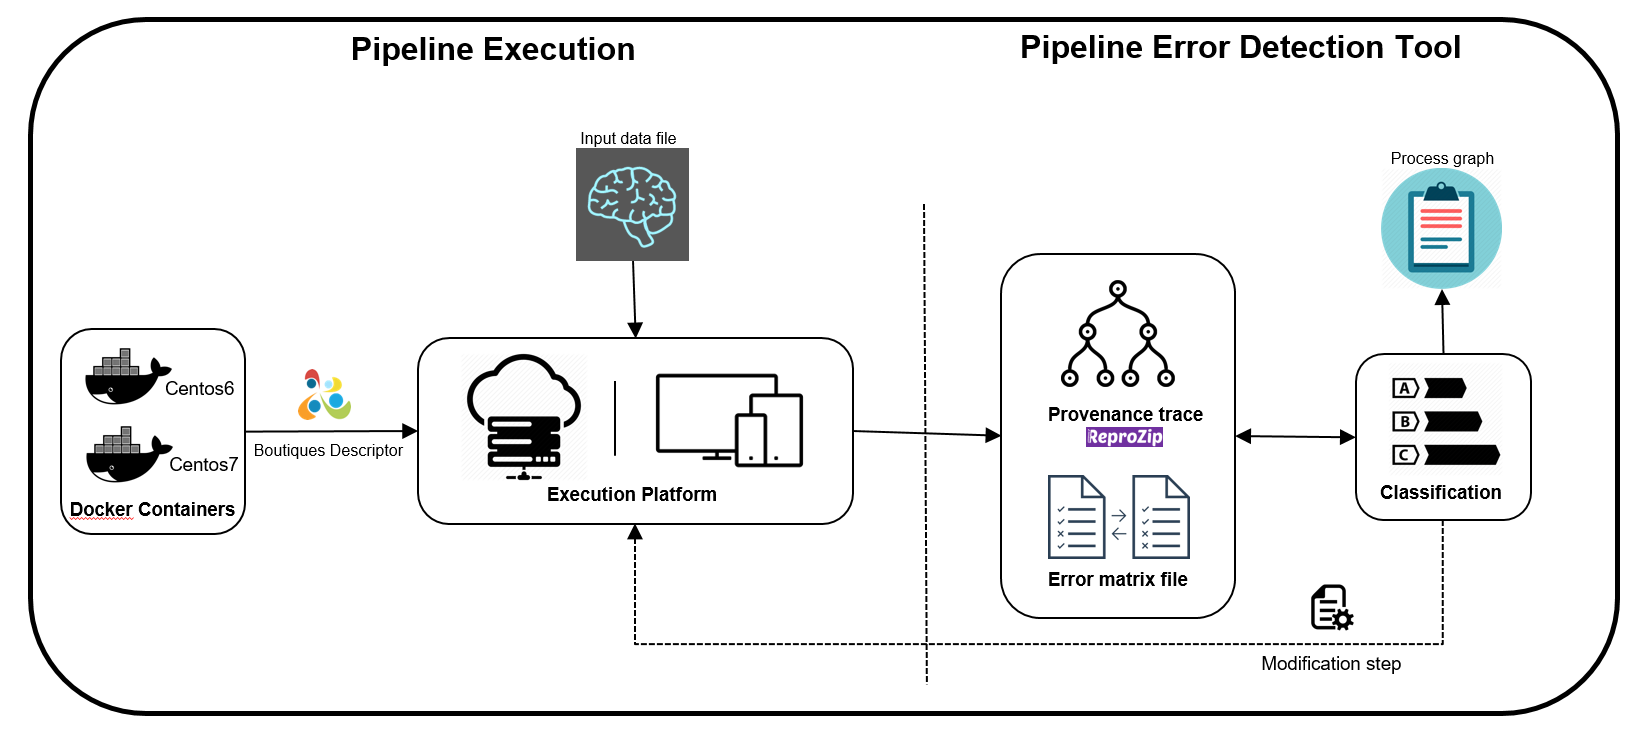 Pipeline Execution
Pipeline Error Detection Tool
Input data file
Process graph
Centos6
Centos7
Docker Containers
Boutiques Descriptor
Execution Platform
Provenance trace
ReproZip
Error matrix file
A
B
C
Classification
Modification step